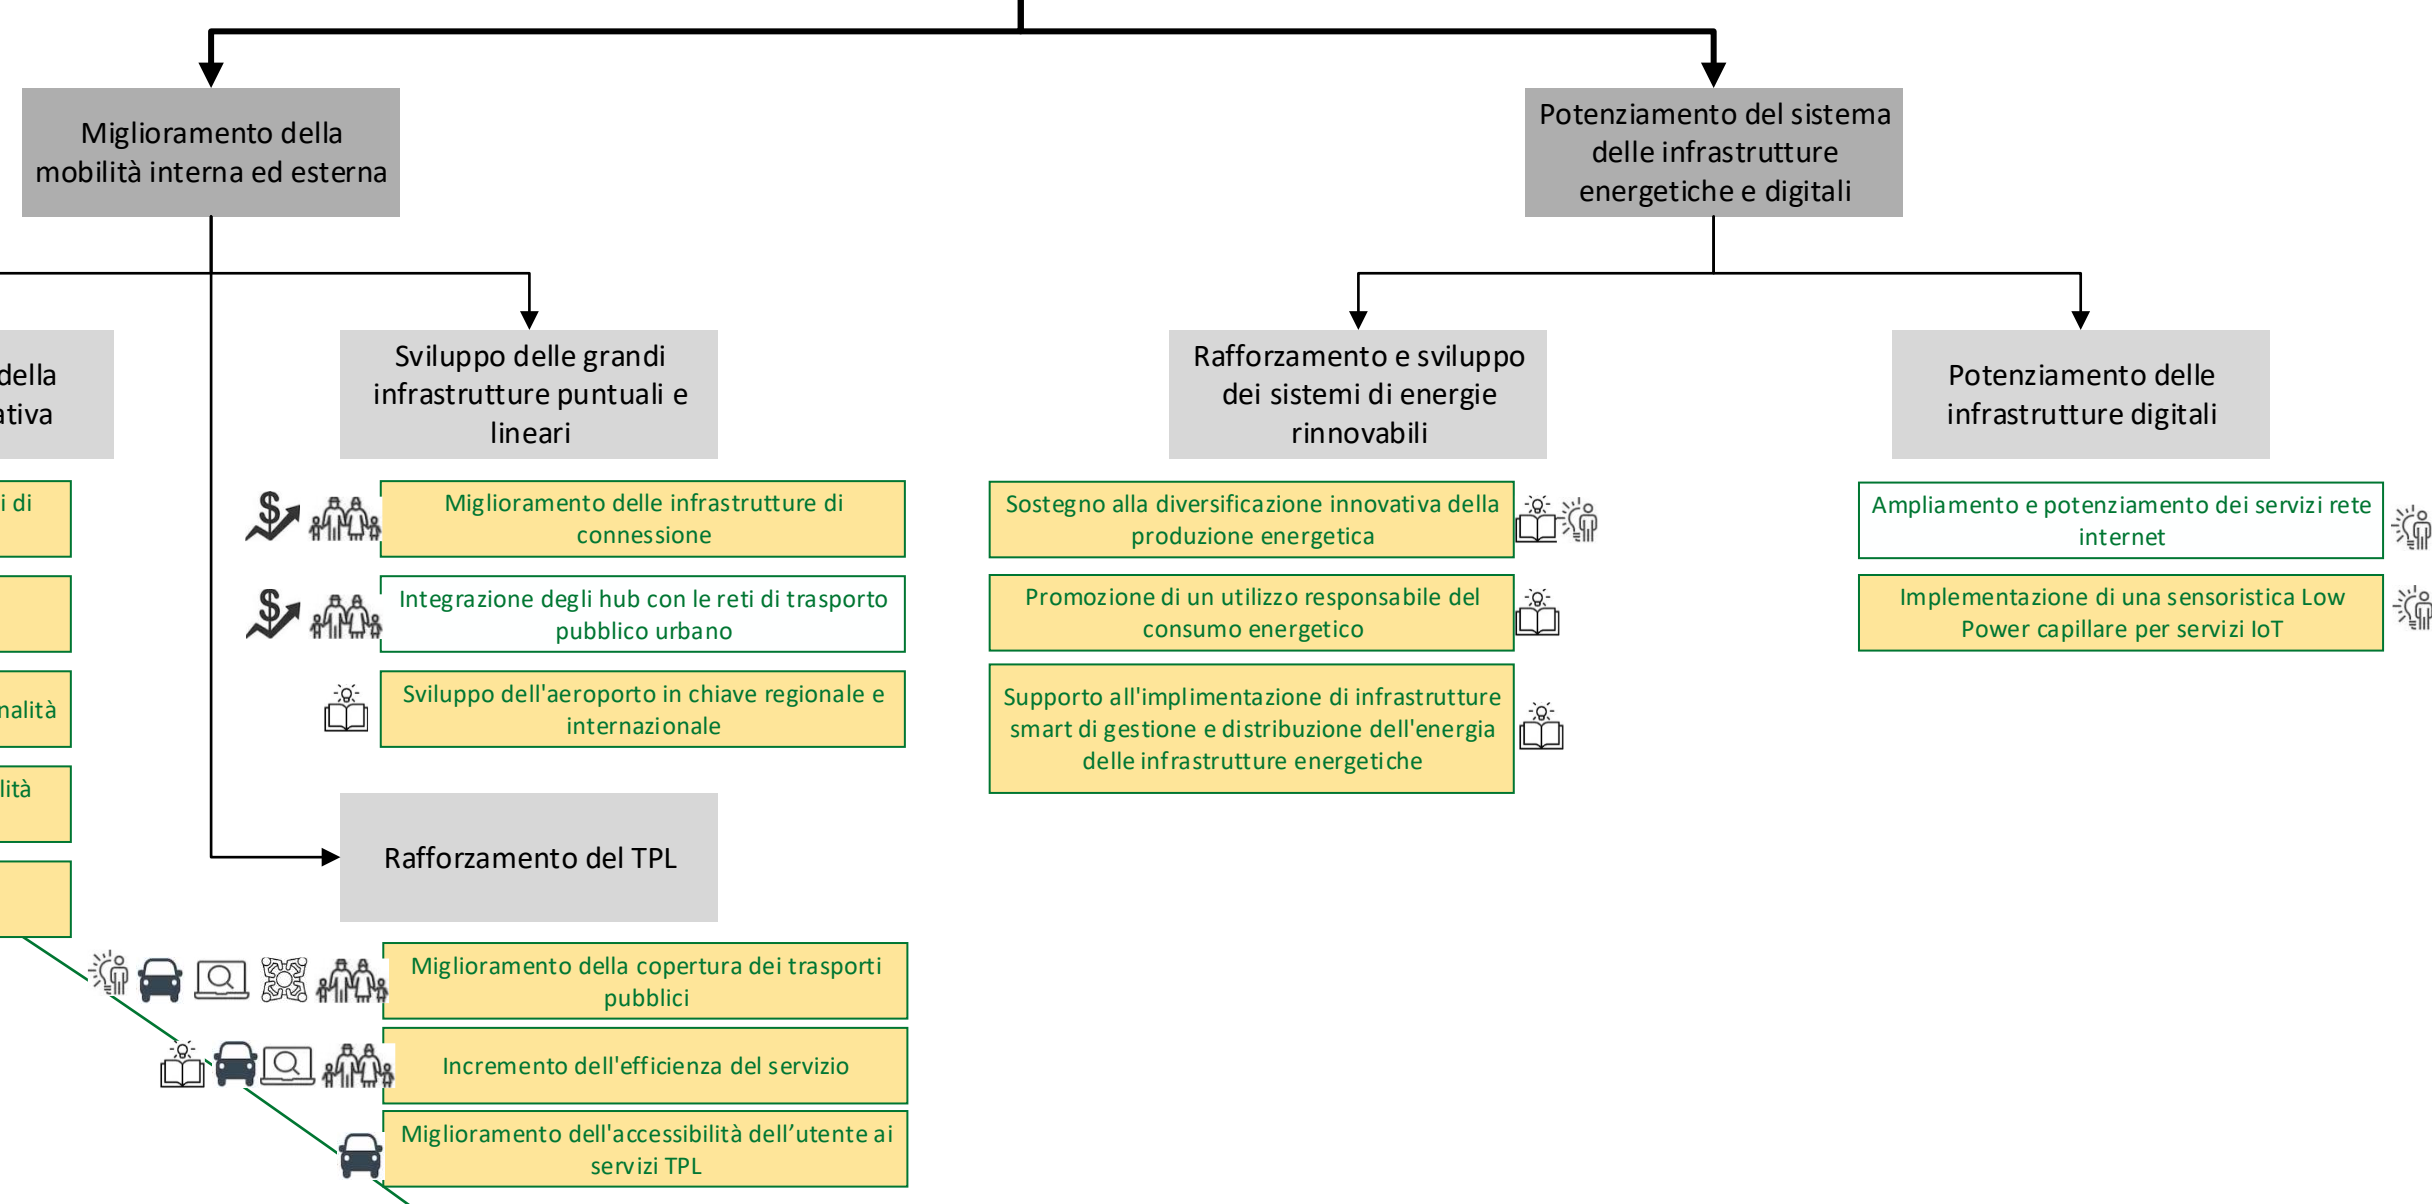 Miglioramento della
mobilità interna ed esterna
Potenziamento del sistema
delle infrastrutture
energetiche e digitali
della
Sviluppo delle grandi
infrastrutture puntuali e
lineari
Rafforzamento e sviluppo
dei sistemi di energie
rinnovabili
Potenziamento delle
infrastrutture digitali
di
Miglioramento delle infrastrutture di
connessione
Integrazione degli hub con le reti di trasporto
pubblico urbano
Sviluppo dell'aeroporto in chiave regionale e
internazionale
Sostegno alla diversificazione innovativa della
produzione energetica
Promozione di un utilizzo responsabile del
consumo energetico
Supporto all'implimentazione di infrastrutture
smart di gestione e distribuzione dell'energia
delle infrastrutture energetiche
Ampliamento e potenziamento dei servizi rete
internet
Implementazione di una sensoristica Low
Power capillare per servizi IoT
Rafforzamento del TPL
Miglioramento della copertura dei trasporti
pubblici
Incremento dell'efficienza del servizio
Miglioramento dell'accessibilità dell’utente ai
servizi TPL